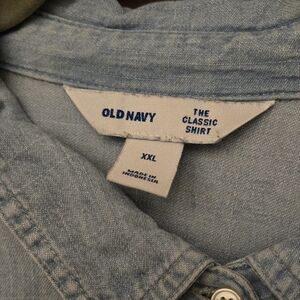 OLD NAVY
THE
CLASSIC
SHIRT
XXL
MADE IN
INDONESIA